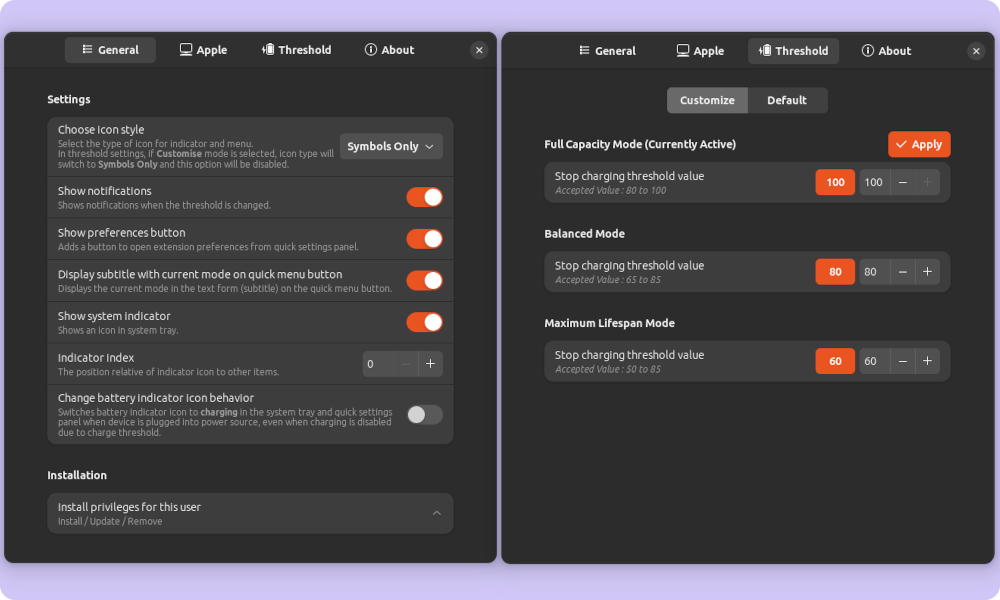 General
Apple
Threshold
About
Settings
Choose icon style
Select the type of icon for indicator and menu.
In threshold settings, if Customise mode is selected, icon type will
switch to Symbols Only and this option will be disabled.
Symbols Only
Show notifications
Shows notifications when the threshold is changed.
Show preferences button
Adds a button to open extension preferences from quick settings panel.
Display subtitle with current mode on quick menu button
Displays the current mode in the text form (subtitle) on the quick menu button.
Show system indicator
Shows an icon in system tray.
Indicator Index
The position relative of indicator icon to other items.
0 − +
Change battery indicator icon behavior
Switches battery indicator icon to charging in the system tray and quick settings
panel when device is plugged into power source, even when charging is disabled
due to charge threshold.
Installation
Install privileges for this user
Install / Update / Remove
General
Apple
Threshold
About
Customize
Default
Full Capacity Mode (Currently Active)
Apply
Stop charging threshold value
Accepted Value : 80 to 100
100
100 − +
Balanced Mode
Stop charging threshold value
Accepted Value : 65 to 85
80
80 − +
Maximum Lifespan Mode
Stop charging threshold value
Accepted Value : 50 to 85
60
60 − +